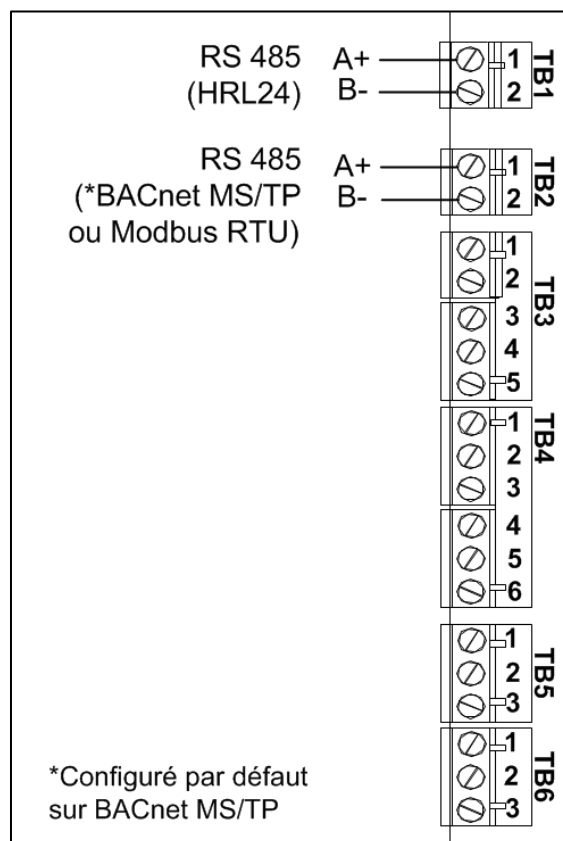 RS 485 A+ 1 TB1
(HRL24) B- 2
RS 485 A+ 1 TB2
(*BACnet MS/TP B- 2
ou Modbus RTU)
1 TB3
2
3
4
5
1 TB4
2
3
4
5
6
1 TB5
2
3
1 TB6
2
3
*Configuré par défaut
sur BACnet MS/TP